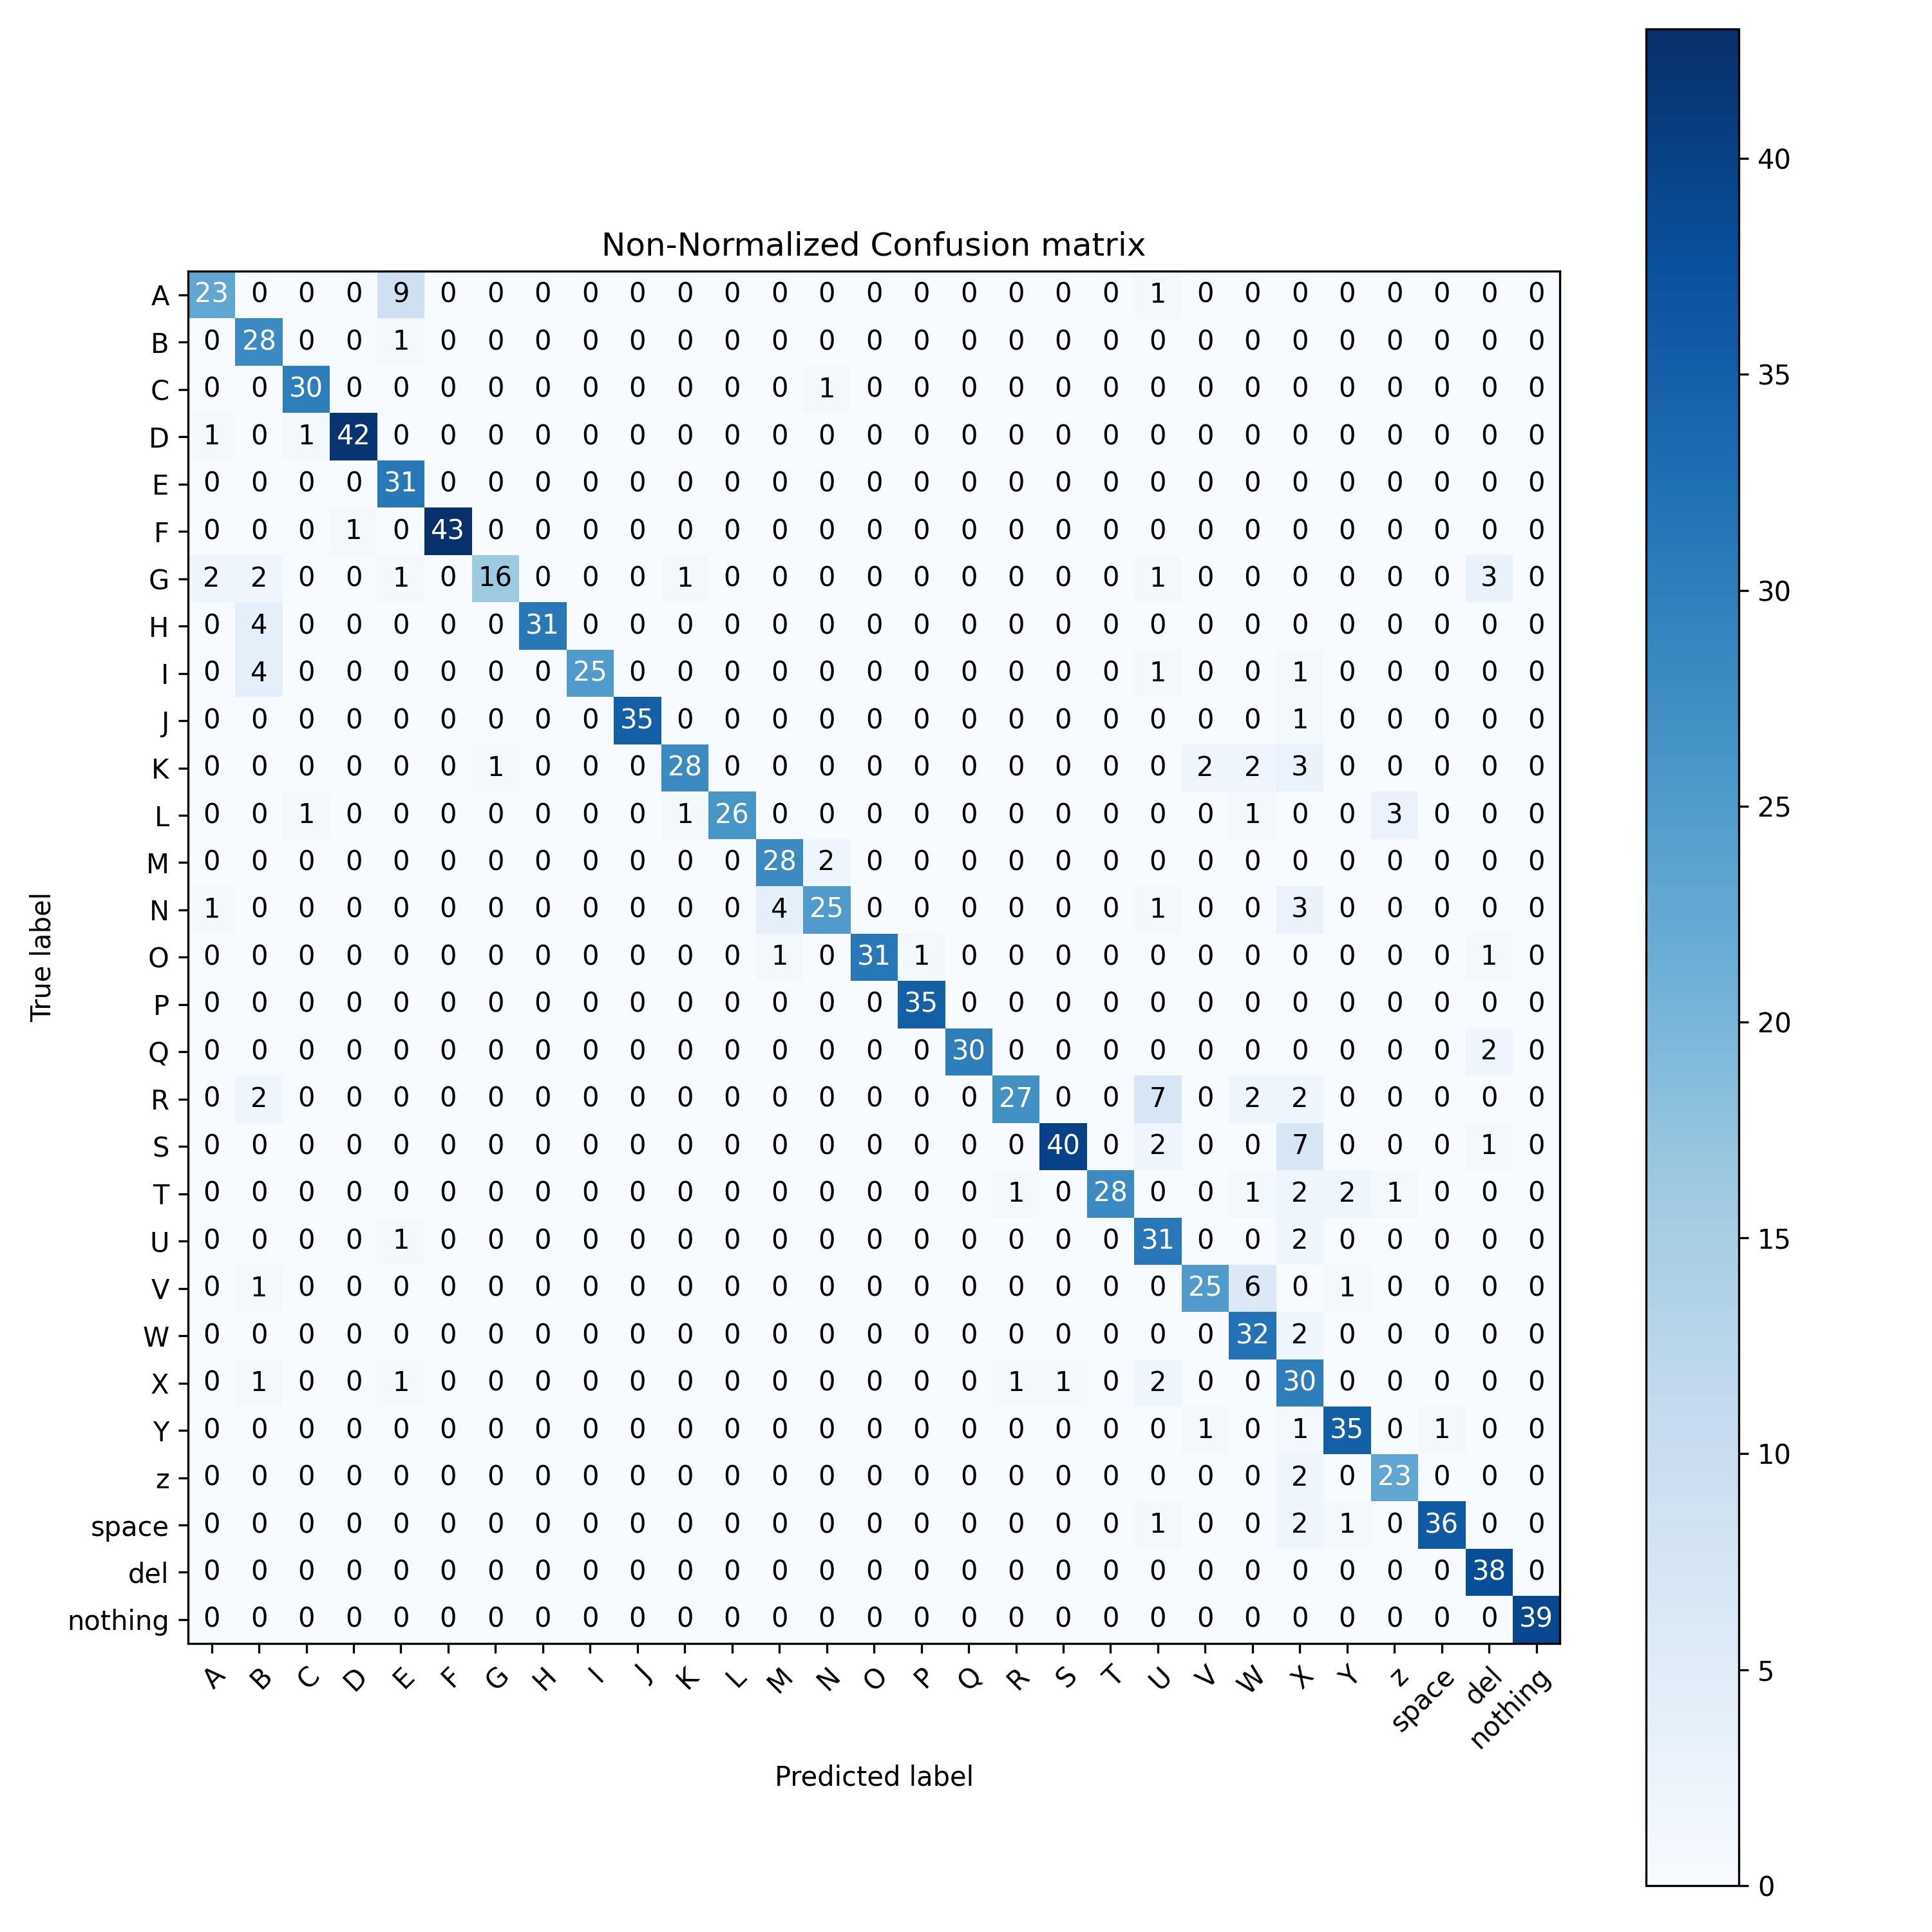 Non-Normalized Confusion matrix
A 23 0 0 0 9 0 0 0 0 0 0 0 0 0 0 0 0 0 0 0 1 0 0 0 0 0 0 0 0
B 0 28 0 0 1 0 0 0 0 0 0 0 0 0 0 0 0 0 0 0 0 0 0 0 0 0 0 0 0
C 0 0 30 0 0 0 0 0 0 0 0 0 0 1 0 0 0 0 0 0 0 0 0 0 0 0 0 0 0
D 1 0 1 42 0 0 0 0 0 0 0 0 0 0 0 0 0 0 0 0 0 0 0 0 0 0 0 0 0
E 0 0 0 0 31 0 0 0 0 0 0 0 0 0 0 0 0 0 0 0 0 0 0 0 0 0 0 0 0
F 0 0 0 1 0 43 0 0 0 0 0 0 0 0 0 0 0 0 0 0 0 0 0 0 0 0 0 0 0
G 2 2 0 0 1 0 16 0 0 0 1 0 0 0 0 0 0 0 0 0 1 0 0 0 0 0 0 3 0
H 0 4 0 0 0 0 0 31 0 0 0 0 0 0 0 0 0 0 0 0 0 0 0 0 0 0 0 0 0
I 0 4 0 0 0 0 0 0 25 0 0 0 0 0 0 0 0 0 0 0 1 0 0 1 0 0 0 0 0
J 0 0 0 0 0 0 0 0 0 35 0 0 0 0 0 0 0 0 0 0 0 0 0 1 0 0 0 0 0
K 0 0 0 0 0 0 1 0 0 0 28 0 0 0 0 0 0 0 0 0 0 2 2 3 0 0 0 0 0
L 0 0 1 0 0 0 0 0 0 0 1 26 0 0 0 0 0 0 0 0 0 0 1 0 0 3 0 0 0
M 0 0 0 0 0 0 0 0 0 0 0 0 28 2 0 0 0 0 0 0 0 0 0 0 0 0 0 0 0
N 1 0 0 0 0 0 0 0 0 0 0 0 4 25 0 0 0 0 0 0 1 0 0 3 0 0 0 0 0
O 0 0 0 0 0 0 0 0 0 0 0 0 1 0 31 1 0 0 0 0 0 0 0 0 0 0 0 1 0
P 0 0 0 0 0 0 0 0 0 0 0 0 0 0 0 35 0 0 0 0 0 0 0 0 0 0 0 0 0
Q 0 0 0 0 0 0 0 0 0 0 0 0 0 0 0 0 30 0 0 0 0 0 0 0 0 0 0 2 0
R 0 2 0 0 0 0 0 0 0 0 0 0 0 0 0 0 0 27 0 0 7 0 2 2 0 0 0 0 0
S 0 0 0 0 0 0 0 0 0 0 0 0 0 0 0 0 0 0 40 0 2 0 0 7 0 0 0 1 0
T 0 0 0 0 0 0 0 0 0 0 0 0 0 0 0 0 0 1 0 28 0 0 1 2 2 1 0 0 0
U 0 0 0 0 1 0 0 0 0 0 0 0 0 0 0 0 0 0 0 0 31 0 0 2 0 0 0 0 0
V 0 1 0 0 0 0 0 0 0 0 0 0 0 0 0 0 0 0 0 0 0 25 6 0 1 0 0 0 0
W 0 0 0 0 0 0 0 0 0 0 0 0 0 0 0 0 0 0 0 0 0 0 32 2 0 0 0 0 0
X 0 1 0 0 1 0 0 0 0 0 0 0 0 0 0 0 0 1 1 0 2 0 0 30 0 0 0 0 0
Y 0 0 0 0 0 0 0 0 0 0 0 0 0 0 0 0 0 0 0 0 0 1 0 1 35 0 1 0 0
z 0 0 0 0 0 0 0 0 0 0 0 0 0 0 0 0 0 0 0 0 0 0 0 2 0 23 0 0 0
space 0 0 0 0 0 0 0 0 0 0 0 0 0 0 0 0 0 0 0 0 1 0 0 2 1 0 36 0 0
del 0 0 0 0 0 0 0 0 0 0 0 0 0 0 0 0 0 0 0 0 0 0 0 0 0 0 0 38 0
nothing 0 0 0 0 0 0 0 0 0 0 0 0 0 0 0 0 0 0 0 0 0 0 0 0 0 0 0 0 39
A B C D E F G H I J K L M N O P Q R S T U V W X Y z space del nothing
Predicted label
True label
40
35
30
25
20
15
10
5
0